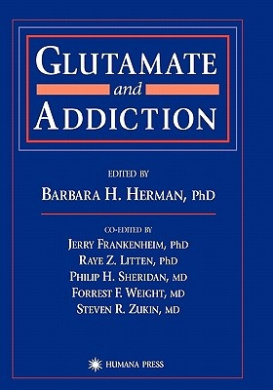 GLUTAMATE
and
ADDICTION
EDITED BY
BARBARA H. HERMAN, PHD
CO-EDITED BY
JERRY FRANKENHEIM, PHD
RAYE Z. LITTEN, PHD
PHILIP H. SHERIDAN, MD
FORREST F. WEIGHT, MD
STEVEN R. ZUKIN, MD
HUMANA PRESS